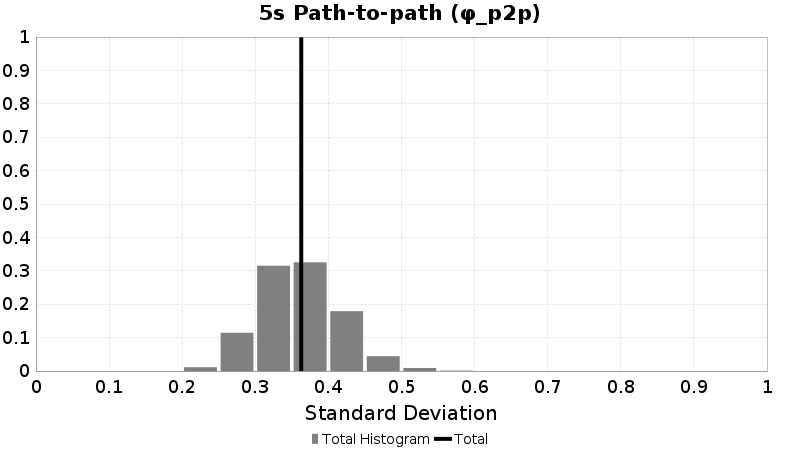 5s Path-to-path (φ_p2p)
1
0.9
0.8
0.7
0.6
0.5
0.4
0.3
0.2
0.1
0
0 0.1 0.2 0.3 0.4 0.5 0.6 0.7 0.8 0.9 1
Standard Deviation
Total Histogram Total